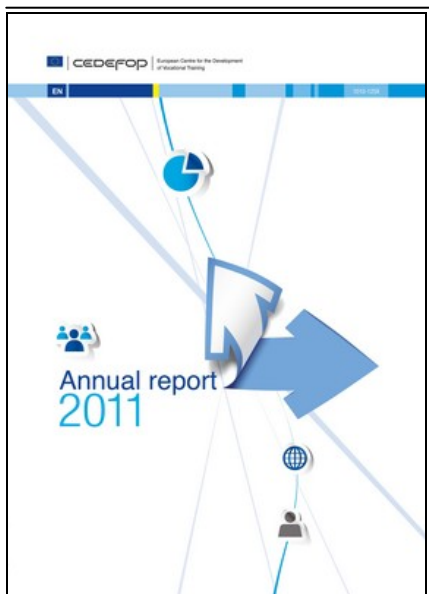 CEDEFOP
European Centre for the Development
of Vocational Training
EN
Annual report
2011